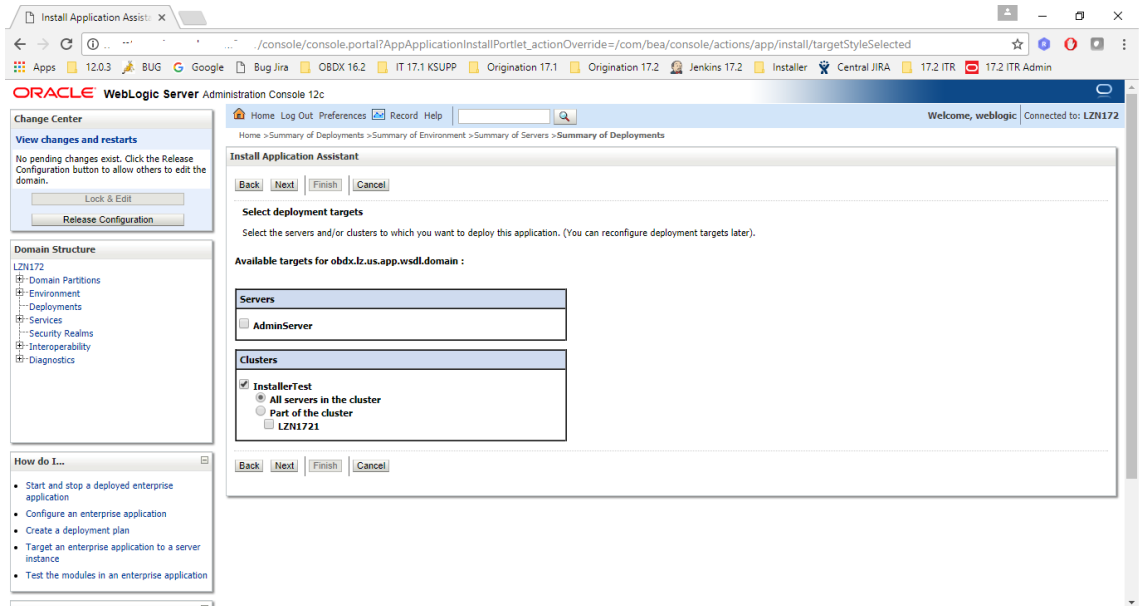 Install Application Assista
./console/console.portal?AppApplicationInstallPortlet_actionOverride=/com/bea/console/actions/app/install/targetStyleSelected
Apps 12.0.3 BUG Google Bug Jira OBDX 16.2 IT 17.1 KSUPP Origination 17.1 Origination 17.2 Jenkins 17.2 Installer Central JIRA 17.2 ITR 17.2 ITR Admin
ORACLE WebLogic Server Administration Console 12c
Change Center
View changes and restarts
No pending changes exist. Click the Release
Configuration button to allow others to edit the
domain.
Lock & Edit
Release Configuration
Domain Structure
LZN172
Domain Partitions
Environment
Deployments
Services
Security Realms
Interoperability
Diagnostics
How do I...
Start and stop a deployed enterprise
application
Configure an enterprise application
Create a deployment plan
Target an enterprise application to a server
instance
Test the modules in an enterprise application
Home Log Out Preferences Record Help
Welcome, weblogic Connected to: LZN172
Home >Summary of Deployments >Summary of Environment >Summary of Servers >Summary of Deployments
Install Application Assistant
Back Next Finish Cancel
Select deployment targets
Select the servers and/or clusters to which you want to deploy this application. (You can reconfigure deployment targets later).
Available targets for obdx.lz.us.app.wsdl.domain :
Servers
AdminServer
Clusters
InstallerTest
All servers in the cluster
Part of the cluster
LZN1721
Back Next Finish Cancel